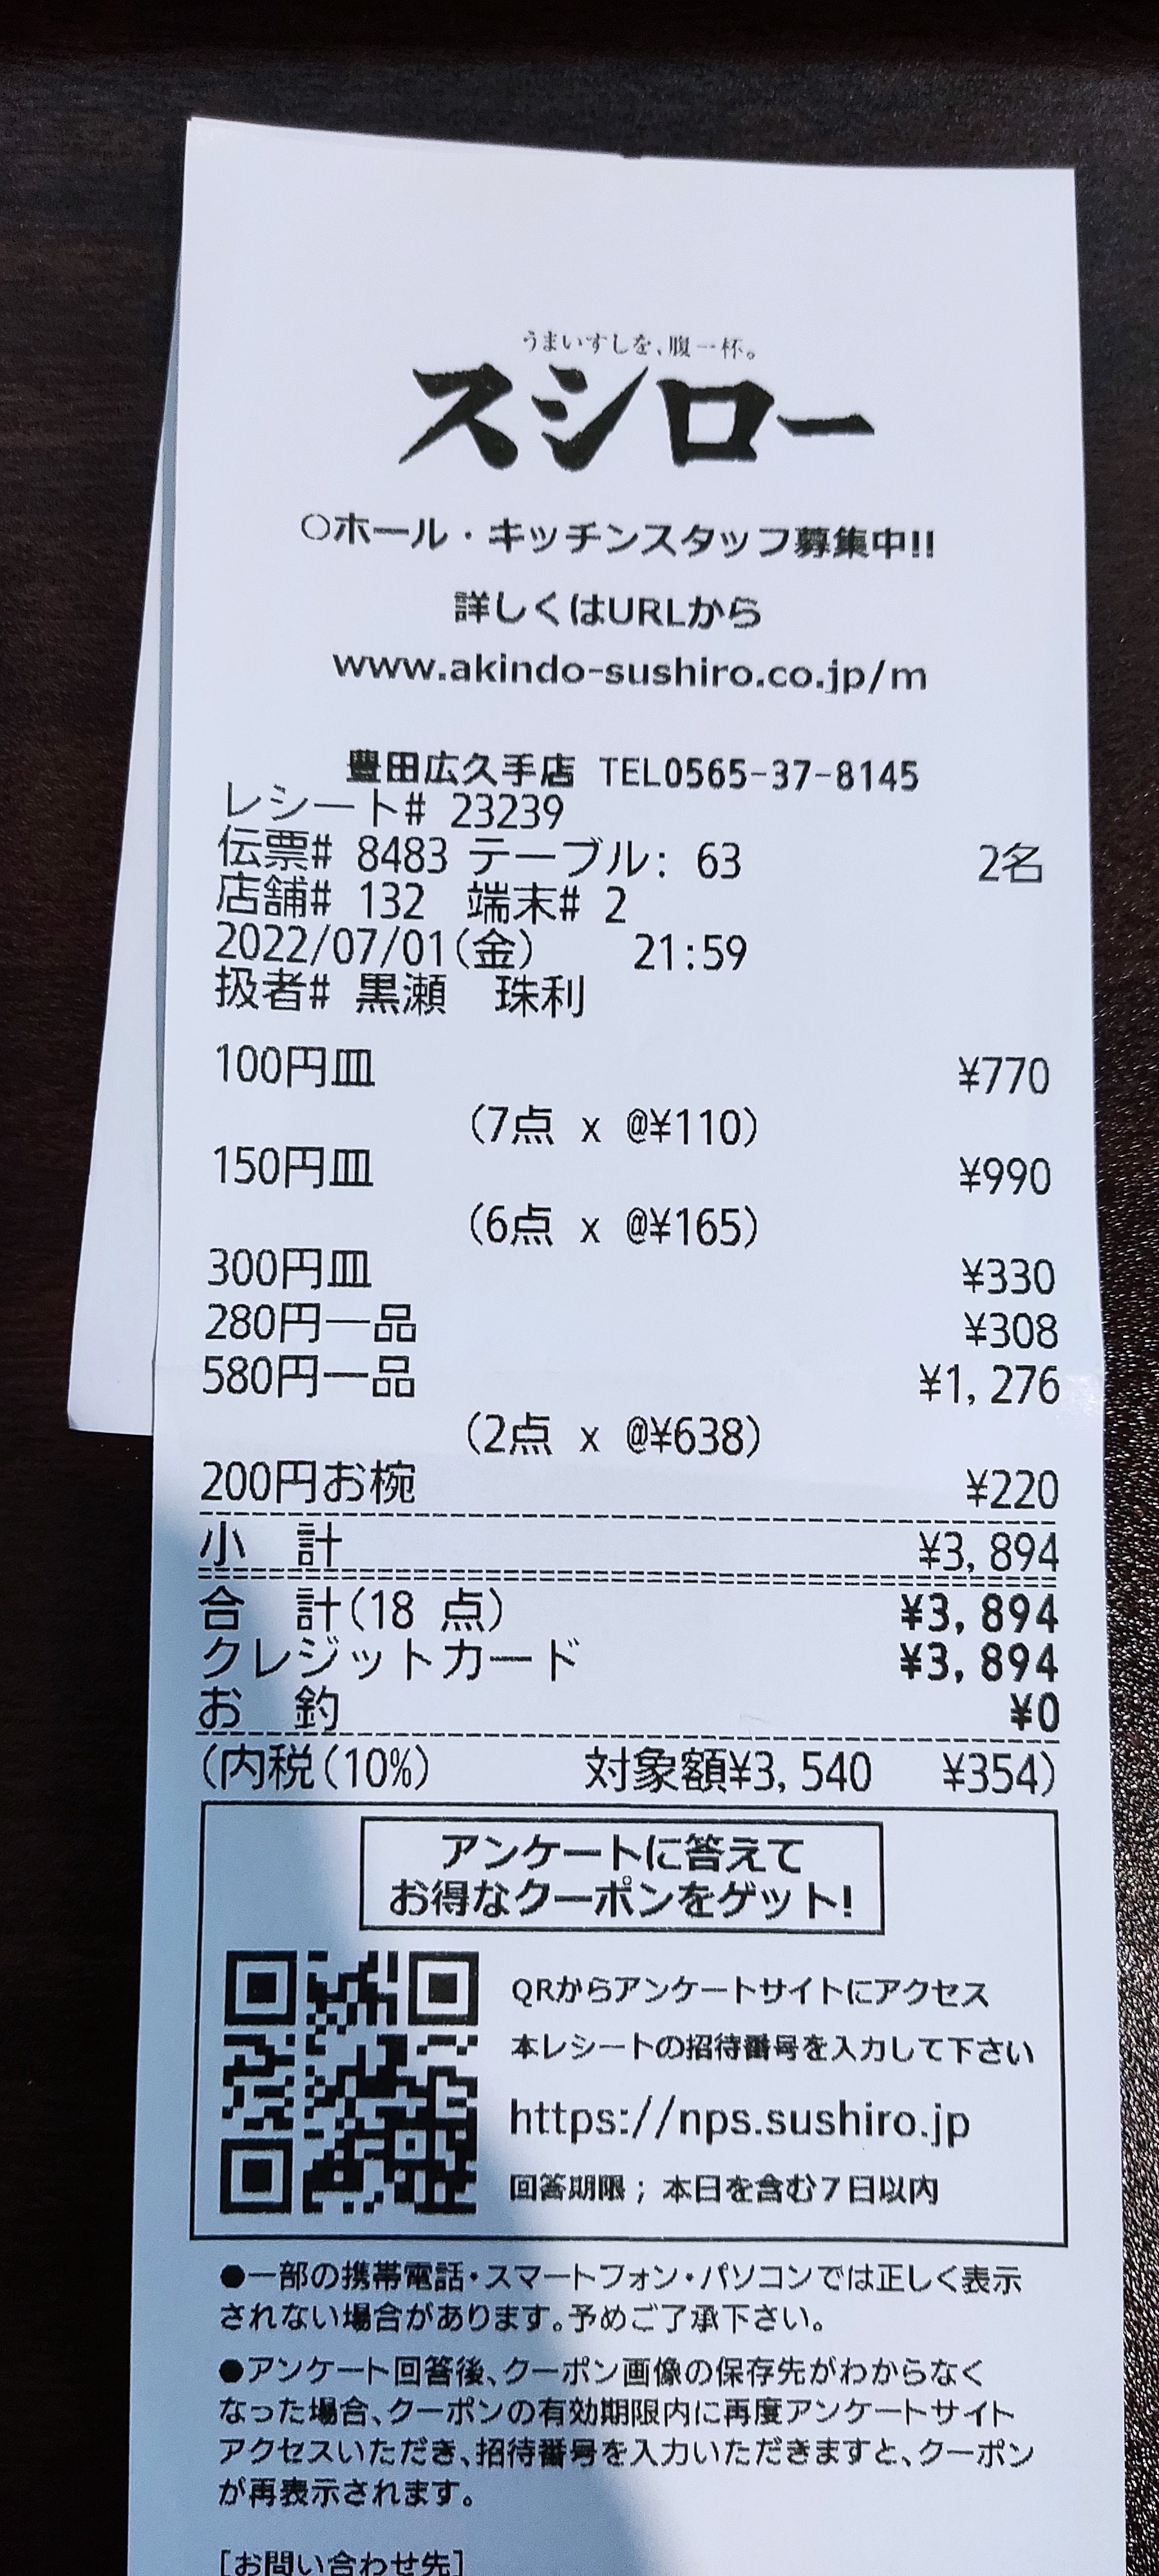 うまいすしを、腹一杯。
スシロー
○ホール・キッチンスタッフ募集中!!
詳しくはURLから
www.akindo-sushiro.co.jp/m
豊田広久手店 TEL0565-37-8145
レシート# 23239
伝票# 8483 テーブル: 63 2名
店舗# 132 端末# 2
2022/07/01(金) 21:59
扱者# 黒瀬 珠利
100円皿 ¥770
(7点 x @¥110)
150円皿 ¥990
(6点 x @¥165)
300円皿 ¥330
280円一品 ¥308
580円一品 ¥1,276
(2点 x @¥638)
200円お椀 ¥220
小 計 ¥3,894
合 計(18 点) ¥3,894
クレジットカード ¥3,894
お 釣 ¥0
(内税(10%) 対象額¥3,540 ¥354)
アンケートに答えて
お得なクーポンをゲット!
QRからアンケートサイトにアクセス
本レシートの招待番号を入力して下さい
https://nps.sushiro.jp
回答期限；本日を含む7日以内
●一部の携帯電話・スマートフォン・パソコンでは正しく表示
されない場合があります。予めご了承下さい。
●アンケート回答後、クーポン画像の保存先がわからなく
なった場合、クーポンの有効期限内に再度アンケートサイト
アクセスいただき、招待番号を入力いただきますと、クーポン
が再表示されます。
[お問い合わせ先]